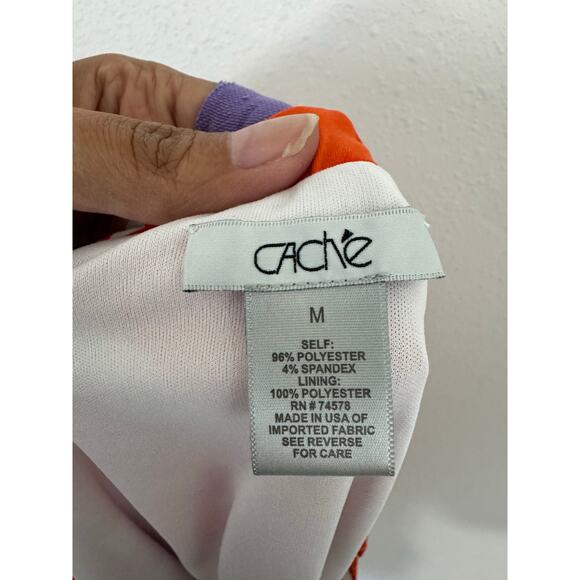 CAché
M
SELF:
96% POLYESTER
4% SPANDEX
LINING:
100% POLYESTER
RN # 74578
MADE IN USA OF
IMPORTED FABRIC
SEE REVERSE
FOR CARE